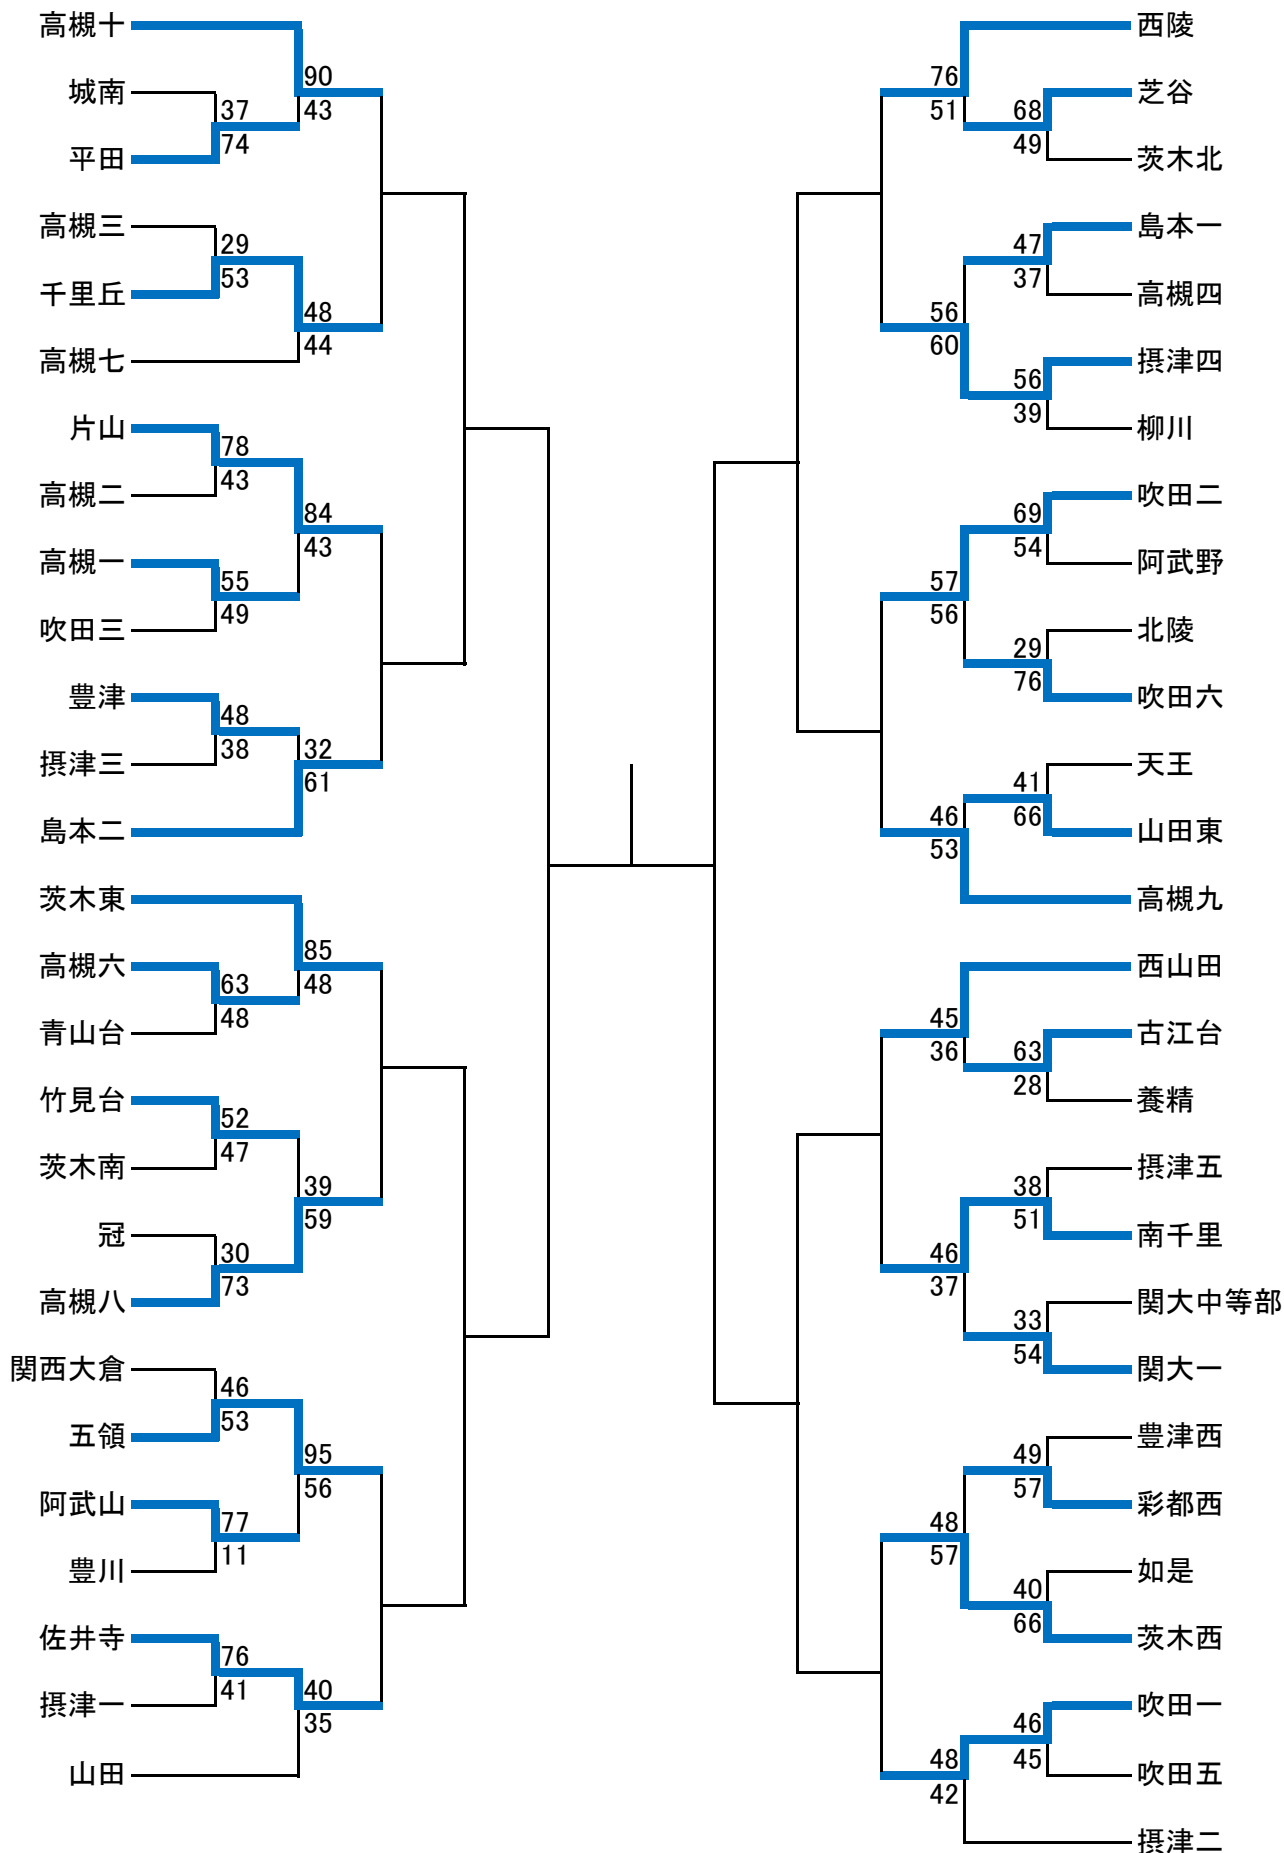 高槻十
90
43
城南
37
74
平田
高槻三
29
53
千里丘
48
44
高槻七
片山
78
43
高槻二
84
43
高槻一
55
49
吹田三
豊津
48
38
摂津三
32
61
島本二
茨木東
85
48
高槻六
63
48
青山台
竹見台
52
47
茨木南
39
59
冠
30
73
高槻八
関西大倉
46
53
五領
95
56
阿武山
77
11
豊川
佐井寺
76
41
摂津一
40
35
山田
西陵
76
51
芝谷
68
49
茨木北
島本一
47
37
高槻四
56
60
摂津四
56
39
柳川
吹田二
69
54
阿武野
57
56
北陵
29
76
吹田六
天王
41
66
山田東
46
53
高槻九
西山田
45
36
古江台
63
28
養精
摂津五
38
51
南千里
46
37
関大中等部
33
54
関大一
豊津西
49
57
彩都西
48
57
如是
40
66
茨木西
吹田一
46
45
吹田五
48
42
摂津二